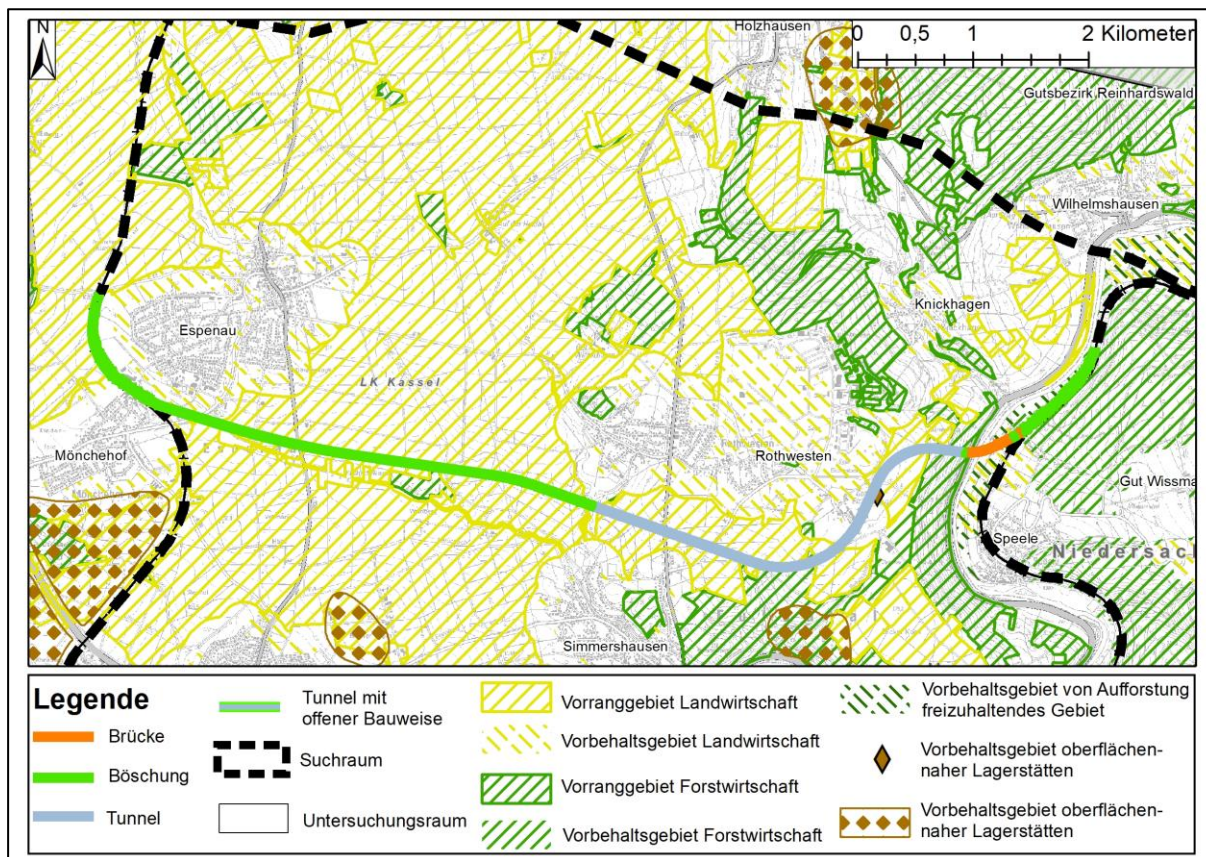 N
Holzhausen
0 0,5 1 2 Kilometer
Gutsbezirk Reinhardswald
Wilhelmshausen
Knickhagen
Espenau
LK Kassel
Mönchehof
Rothwesten
Gut Wissma
Speele
Niedersach
Simmershausen
Legende
Brücke
Böschung
Tunnel
Tunnel mit
offener Bauweise
Suchraum
Untersuchungsraum
Vorranggebiet Landwirtschaft
Vorbehaltsgebiet Landwirtschaft
Vorranggebiet Forstwirtschaft
Vorbehaltsgebiet Forstwirtschaft
Vorbehaltsgebiet von Aufforstung
freizuhaltendes Gebiet
Vorbehaltsgebiet oberflächen-
naher Lagerstätten
Vorbehaltsgebiet oberflächen-
naher Lagerstätten